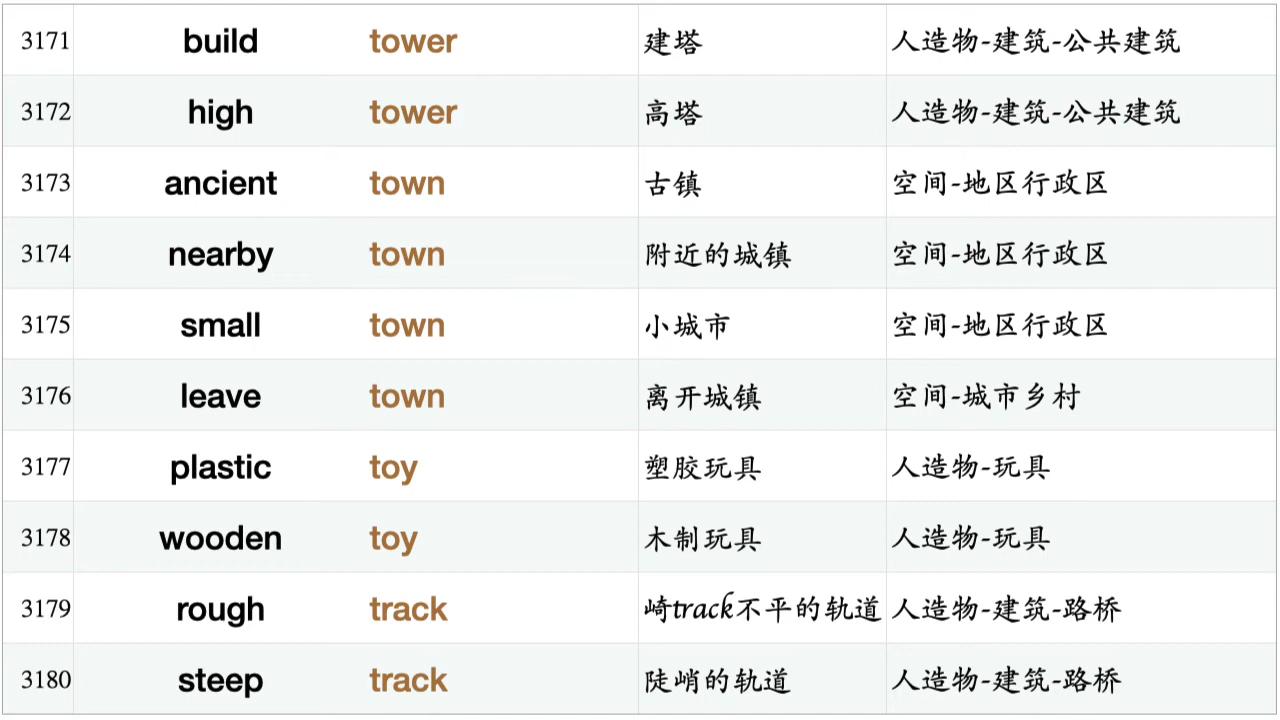 3171 build tower 建塔 人造物-建筑-公共建筑
3172 high tower 高塔 人造物-建筑-公共建筑
3173 ancient town 古镇 空间-地区行政区
3174 nearby town 附近的城镇 空间-地区行政区
3175 small town 小城市 空间-地区行政区
3176 leave town 离开城镇 空间-城市乡村
3177 plastic toy 塑胶玩具 人造物-玩具
3178 wooden toy 木制玩具 人造物-玩具
3179 rough track 崎track不平的轨道 人造物-建筑-路桥
3180 steep track 陡峭的轨道 人造物-建筑-路桥